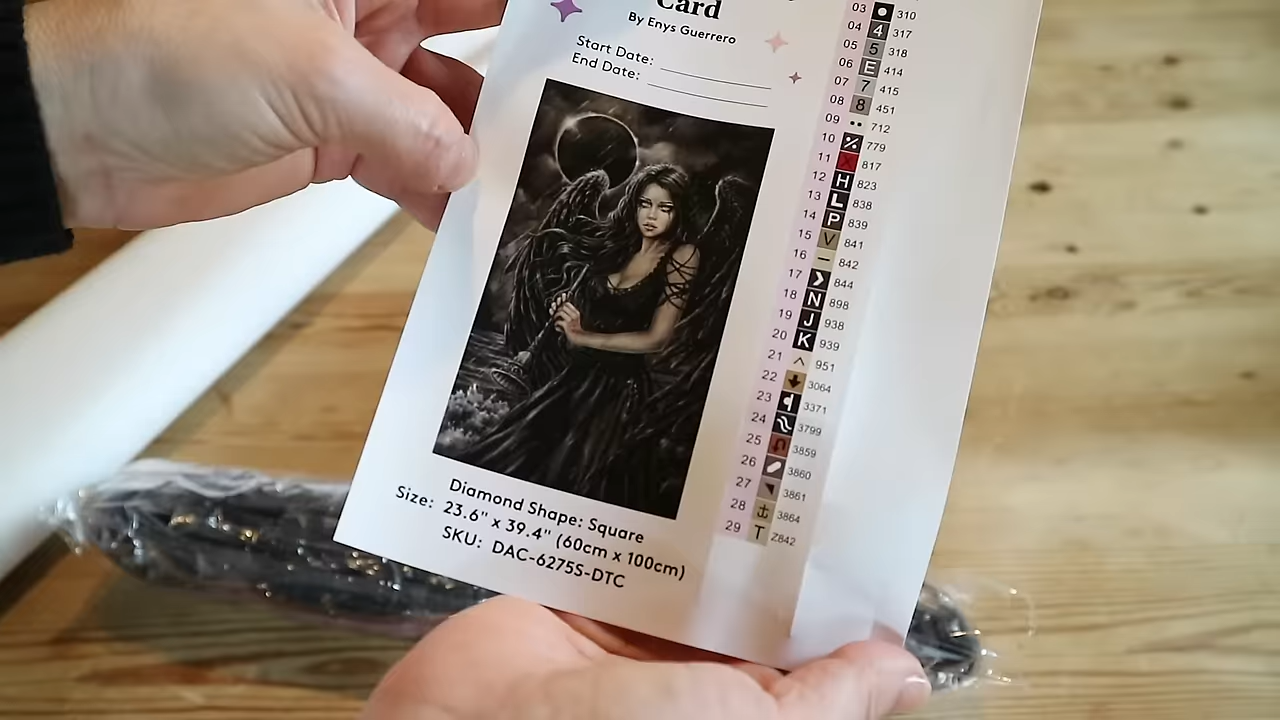 Card
By Enys Guerrero
Start Date:
End Date:
Diamond Shape: Square
Size: 23.6" x 39.4" (60cm x 100cm)
SKU: DAC-6275S-DTC
03 310
04 4 317
05 5 318
06 E 414
07 7 415
08 8 451
09 712
10 779
11 X 817
12 H 823
13 L 838
14 P 839
15 V 841
16 842
17 844
18 N 898
19 J 938
20 K 939
21 951
22 3064
23 3371
24 3799
25 3859
26 3860
27 3861
28 3864
29 T Z842